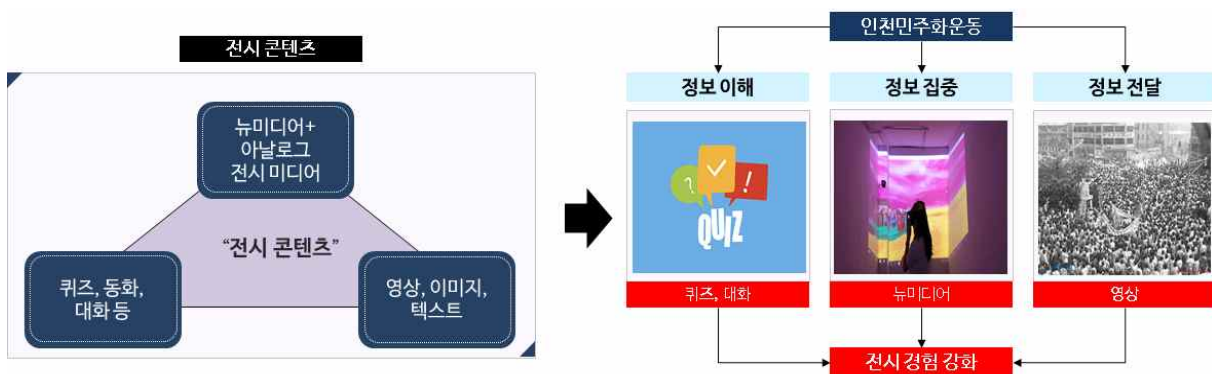 전시 콘텐츠
뉴미디어+
아날로그
전시 미디어
“전시 콘텐츠”
퀴즈, 동화,
대화 등
영상, 이미지,
텍스트
인천민주화운동
정보 이해
정보 집중
정보 전달
?
!
QUIZ
퀴즈, 대화
뉴미디어
영상
전시 경험 강화